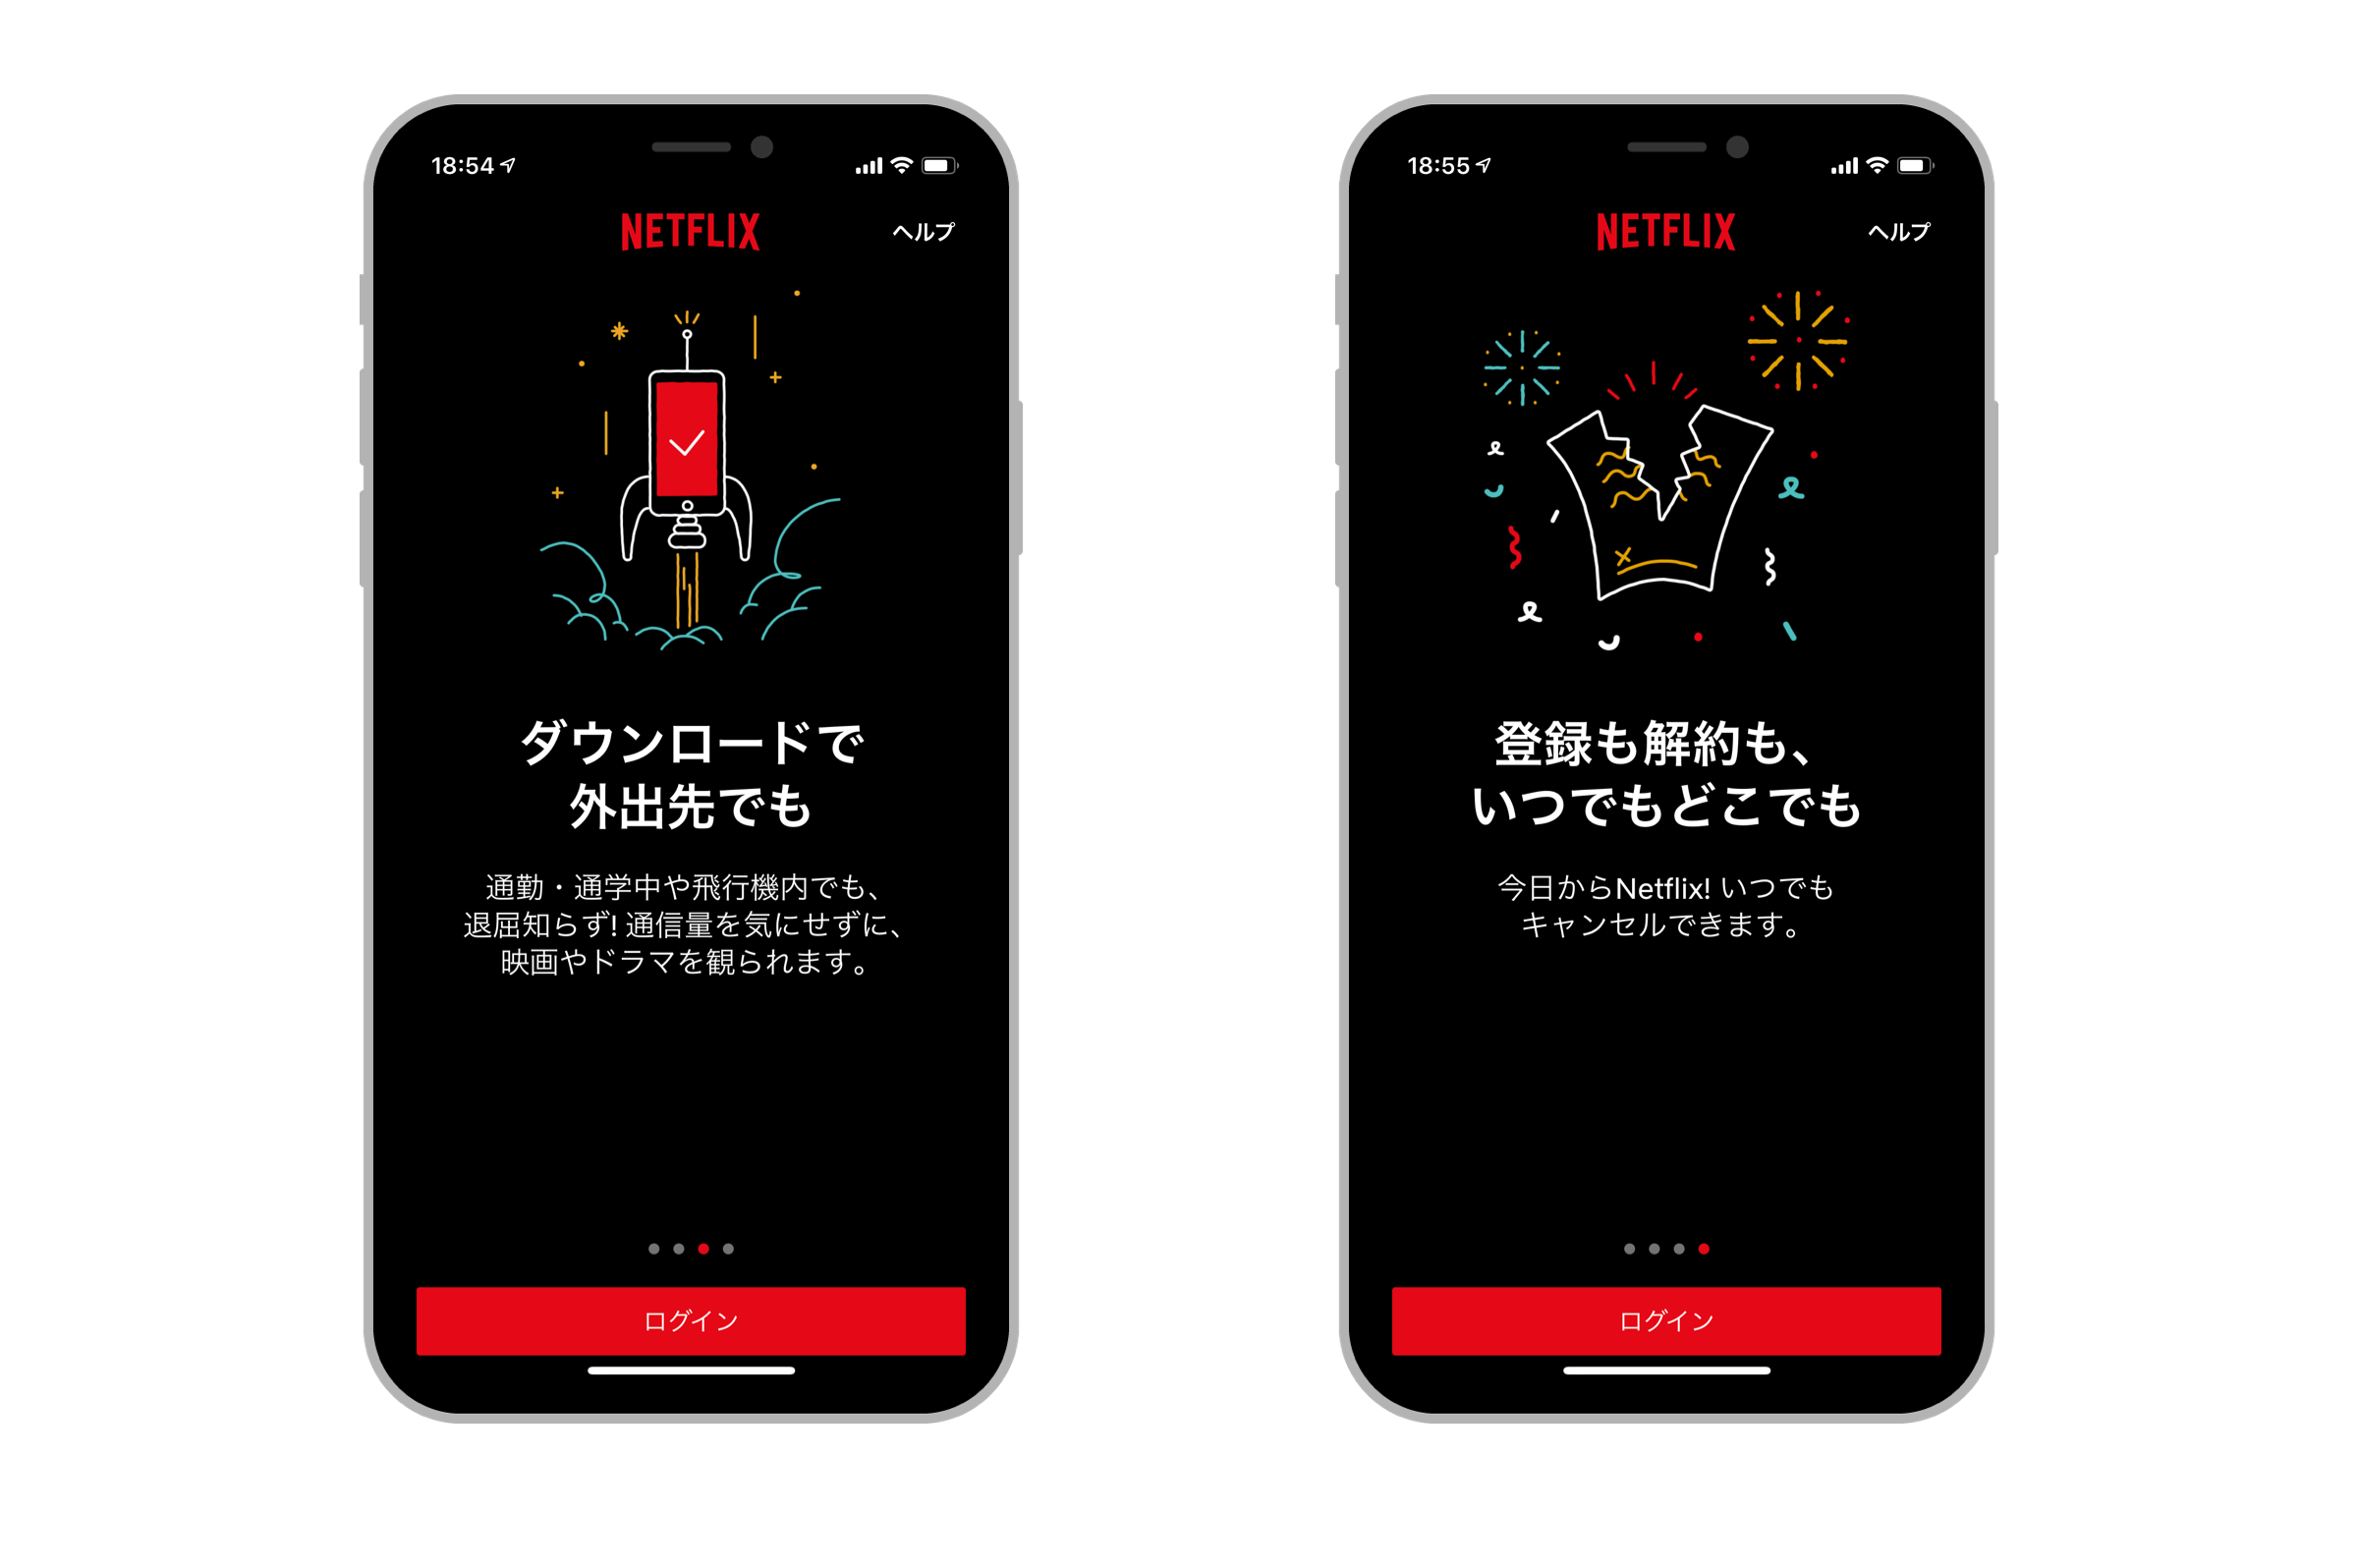 18:54
NETFLIX
ヘルプ
ダウンロードで
外出先でも
通勤・通学中や飛行機内でも、
退屈知らず! 通信量を気にせずに、
映画やドラマを観られます。
ログイン
18:55
NETFLIX
ヘルプ
登録も解約も、
いつでもどこでも
今日からNetflix! いつでも
キャンセルできます。
ログイン